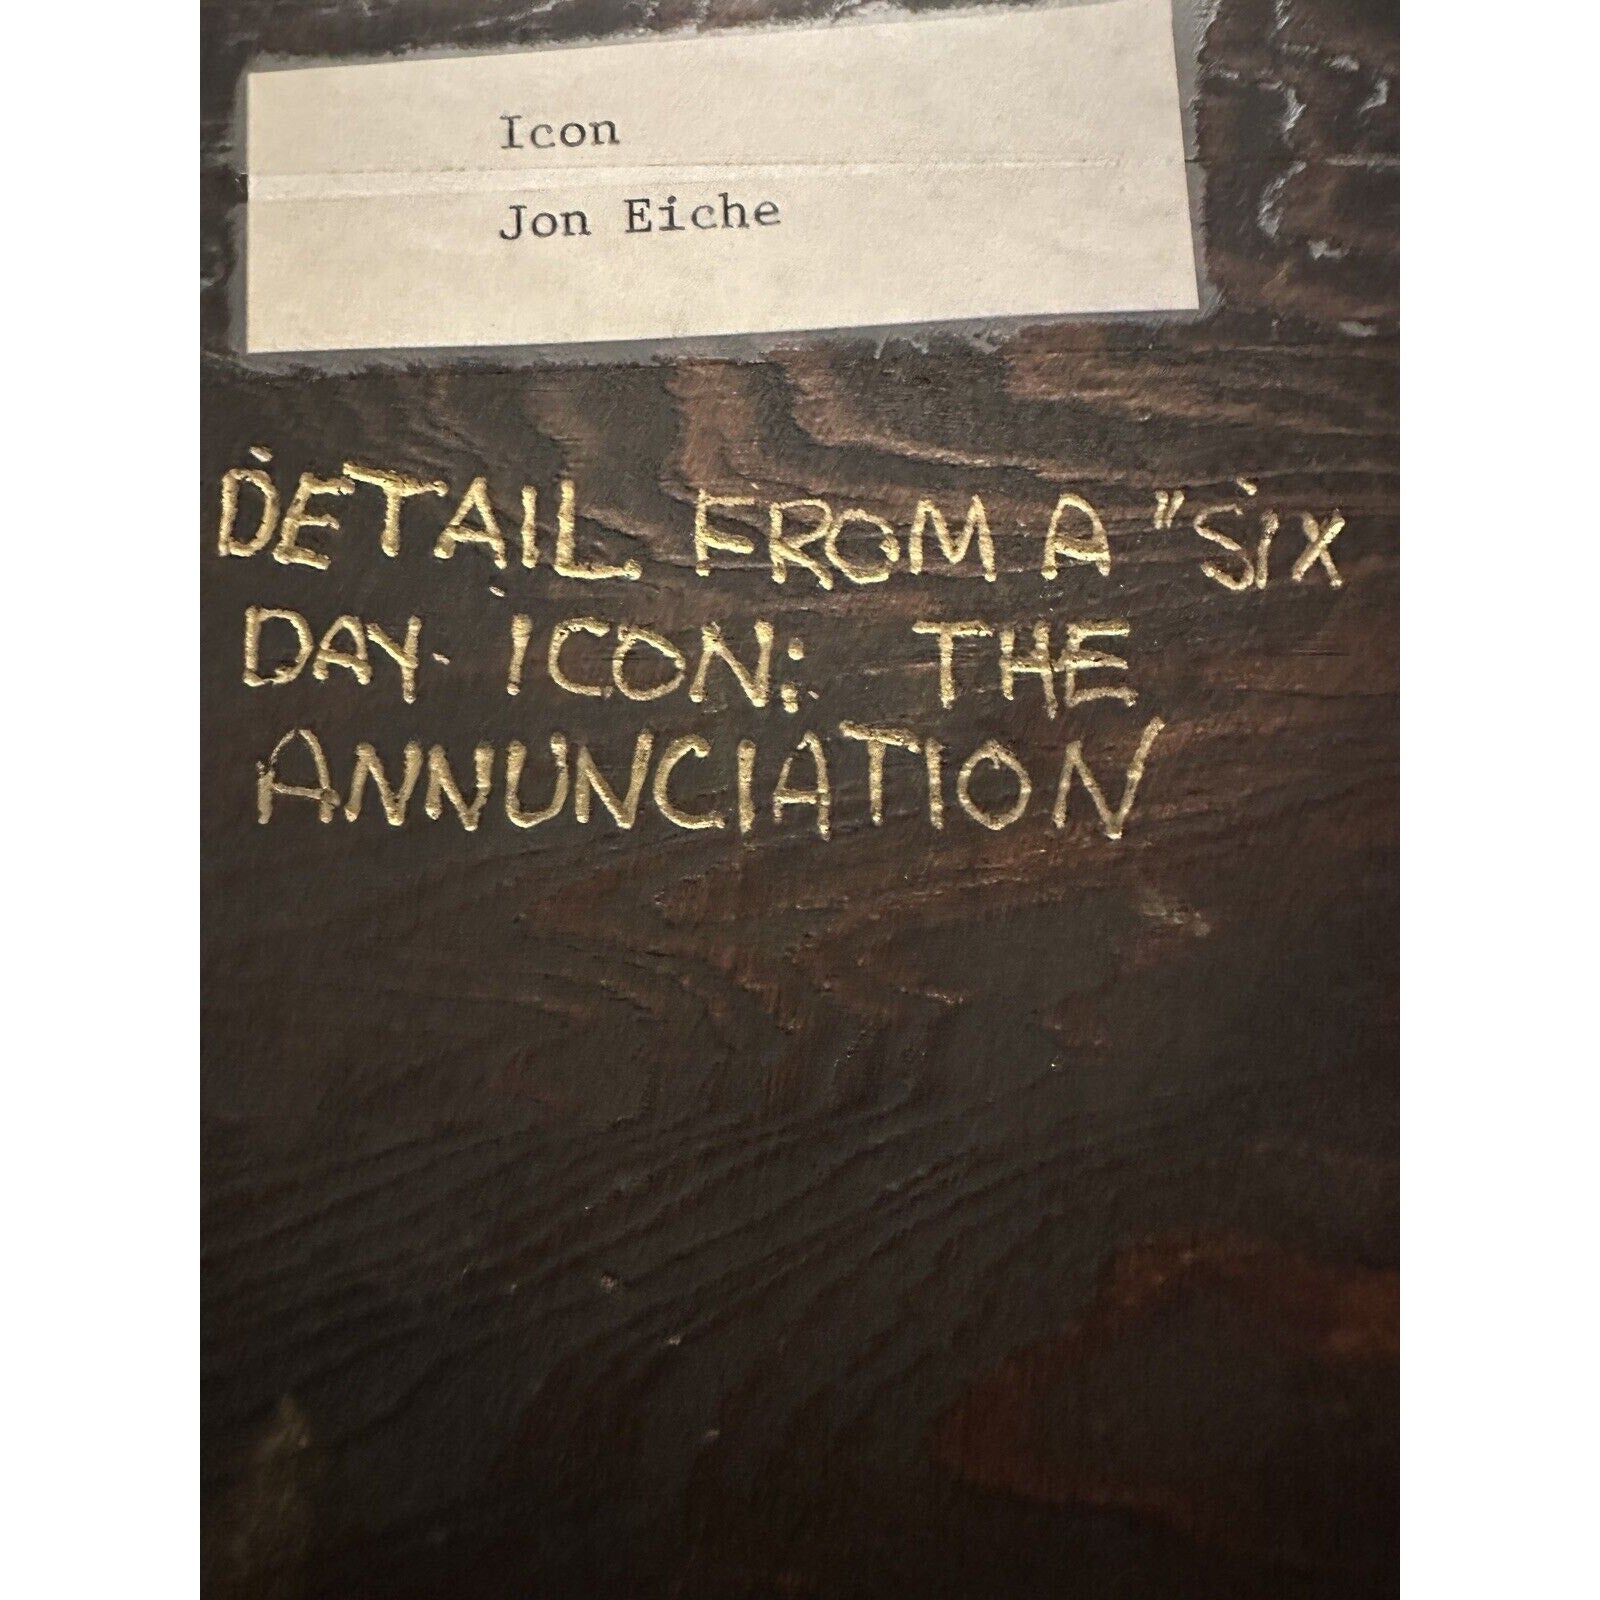 Icon
Jon Eiche
DETAIL FROM A "SIX
DAY ICON: THE
ANNUNCIATION